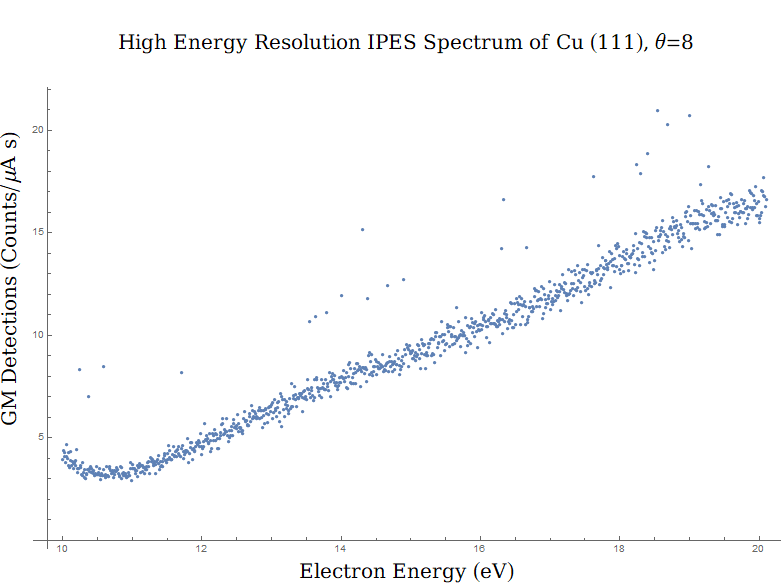 High Energy Resolution IPES Spectrum of Cu (111), θ=8
GM Detections (Counts/μA s)
20
15
10
5
10 12 14 16 18 20
Electron Energy (eV)